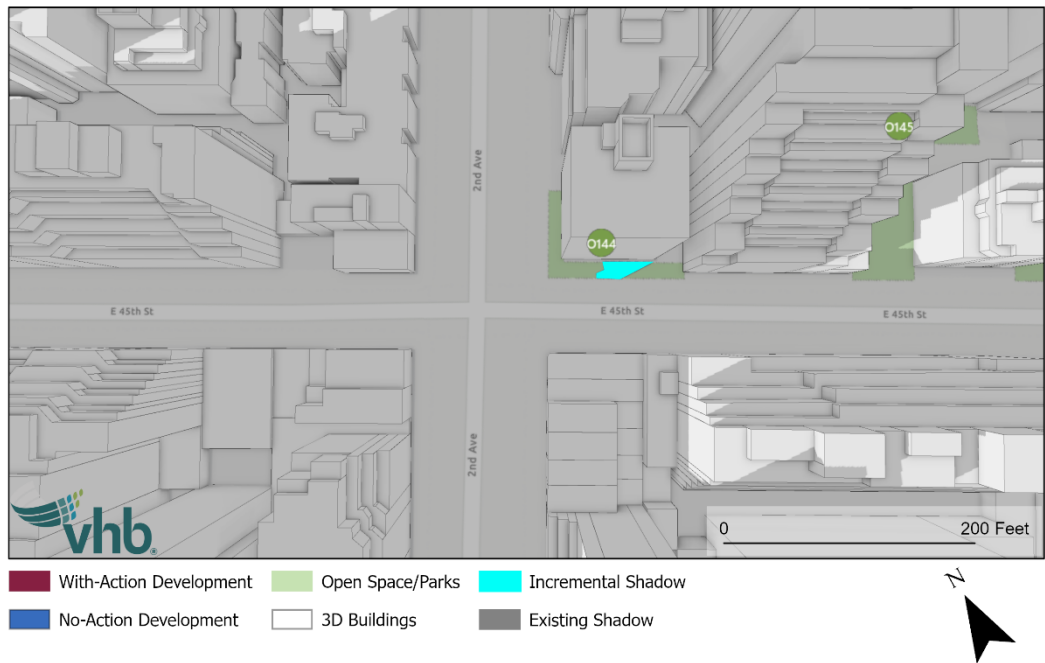 2nd Ave
O145
O144
E 45th St
E 45th St
E 45th St
2nd Ave
vhb.
0 200 Feet
With-Action Development
Open Space/Parks
Incremental Shadow
No-Action Development
3D Buildings
Existing Shadow
N